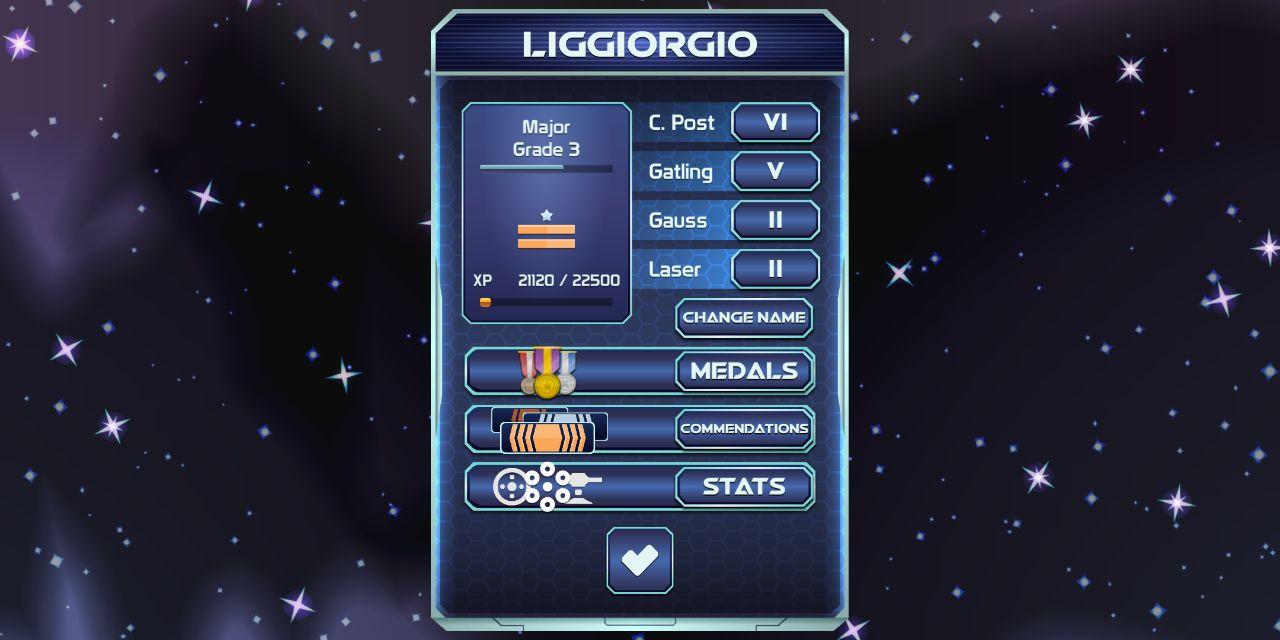 LIGGIORGIO
Major
Grade 3
XP 21120 / 22500
C. Post VI
Gatling V
Gauss II
Laser II
CHANGE NAME
MEDALS
COMMENDATIONS
STATS